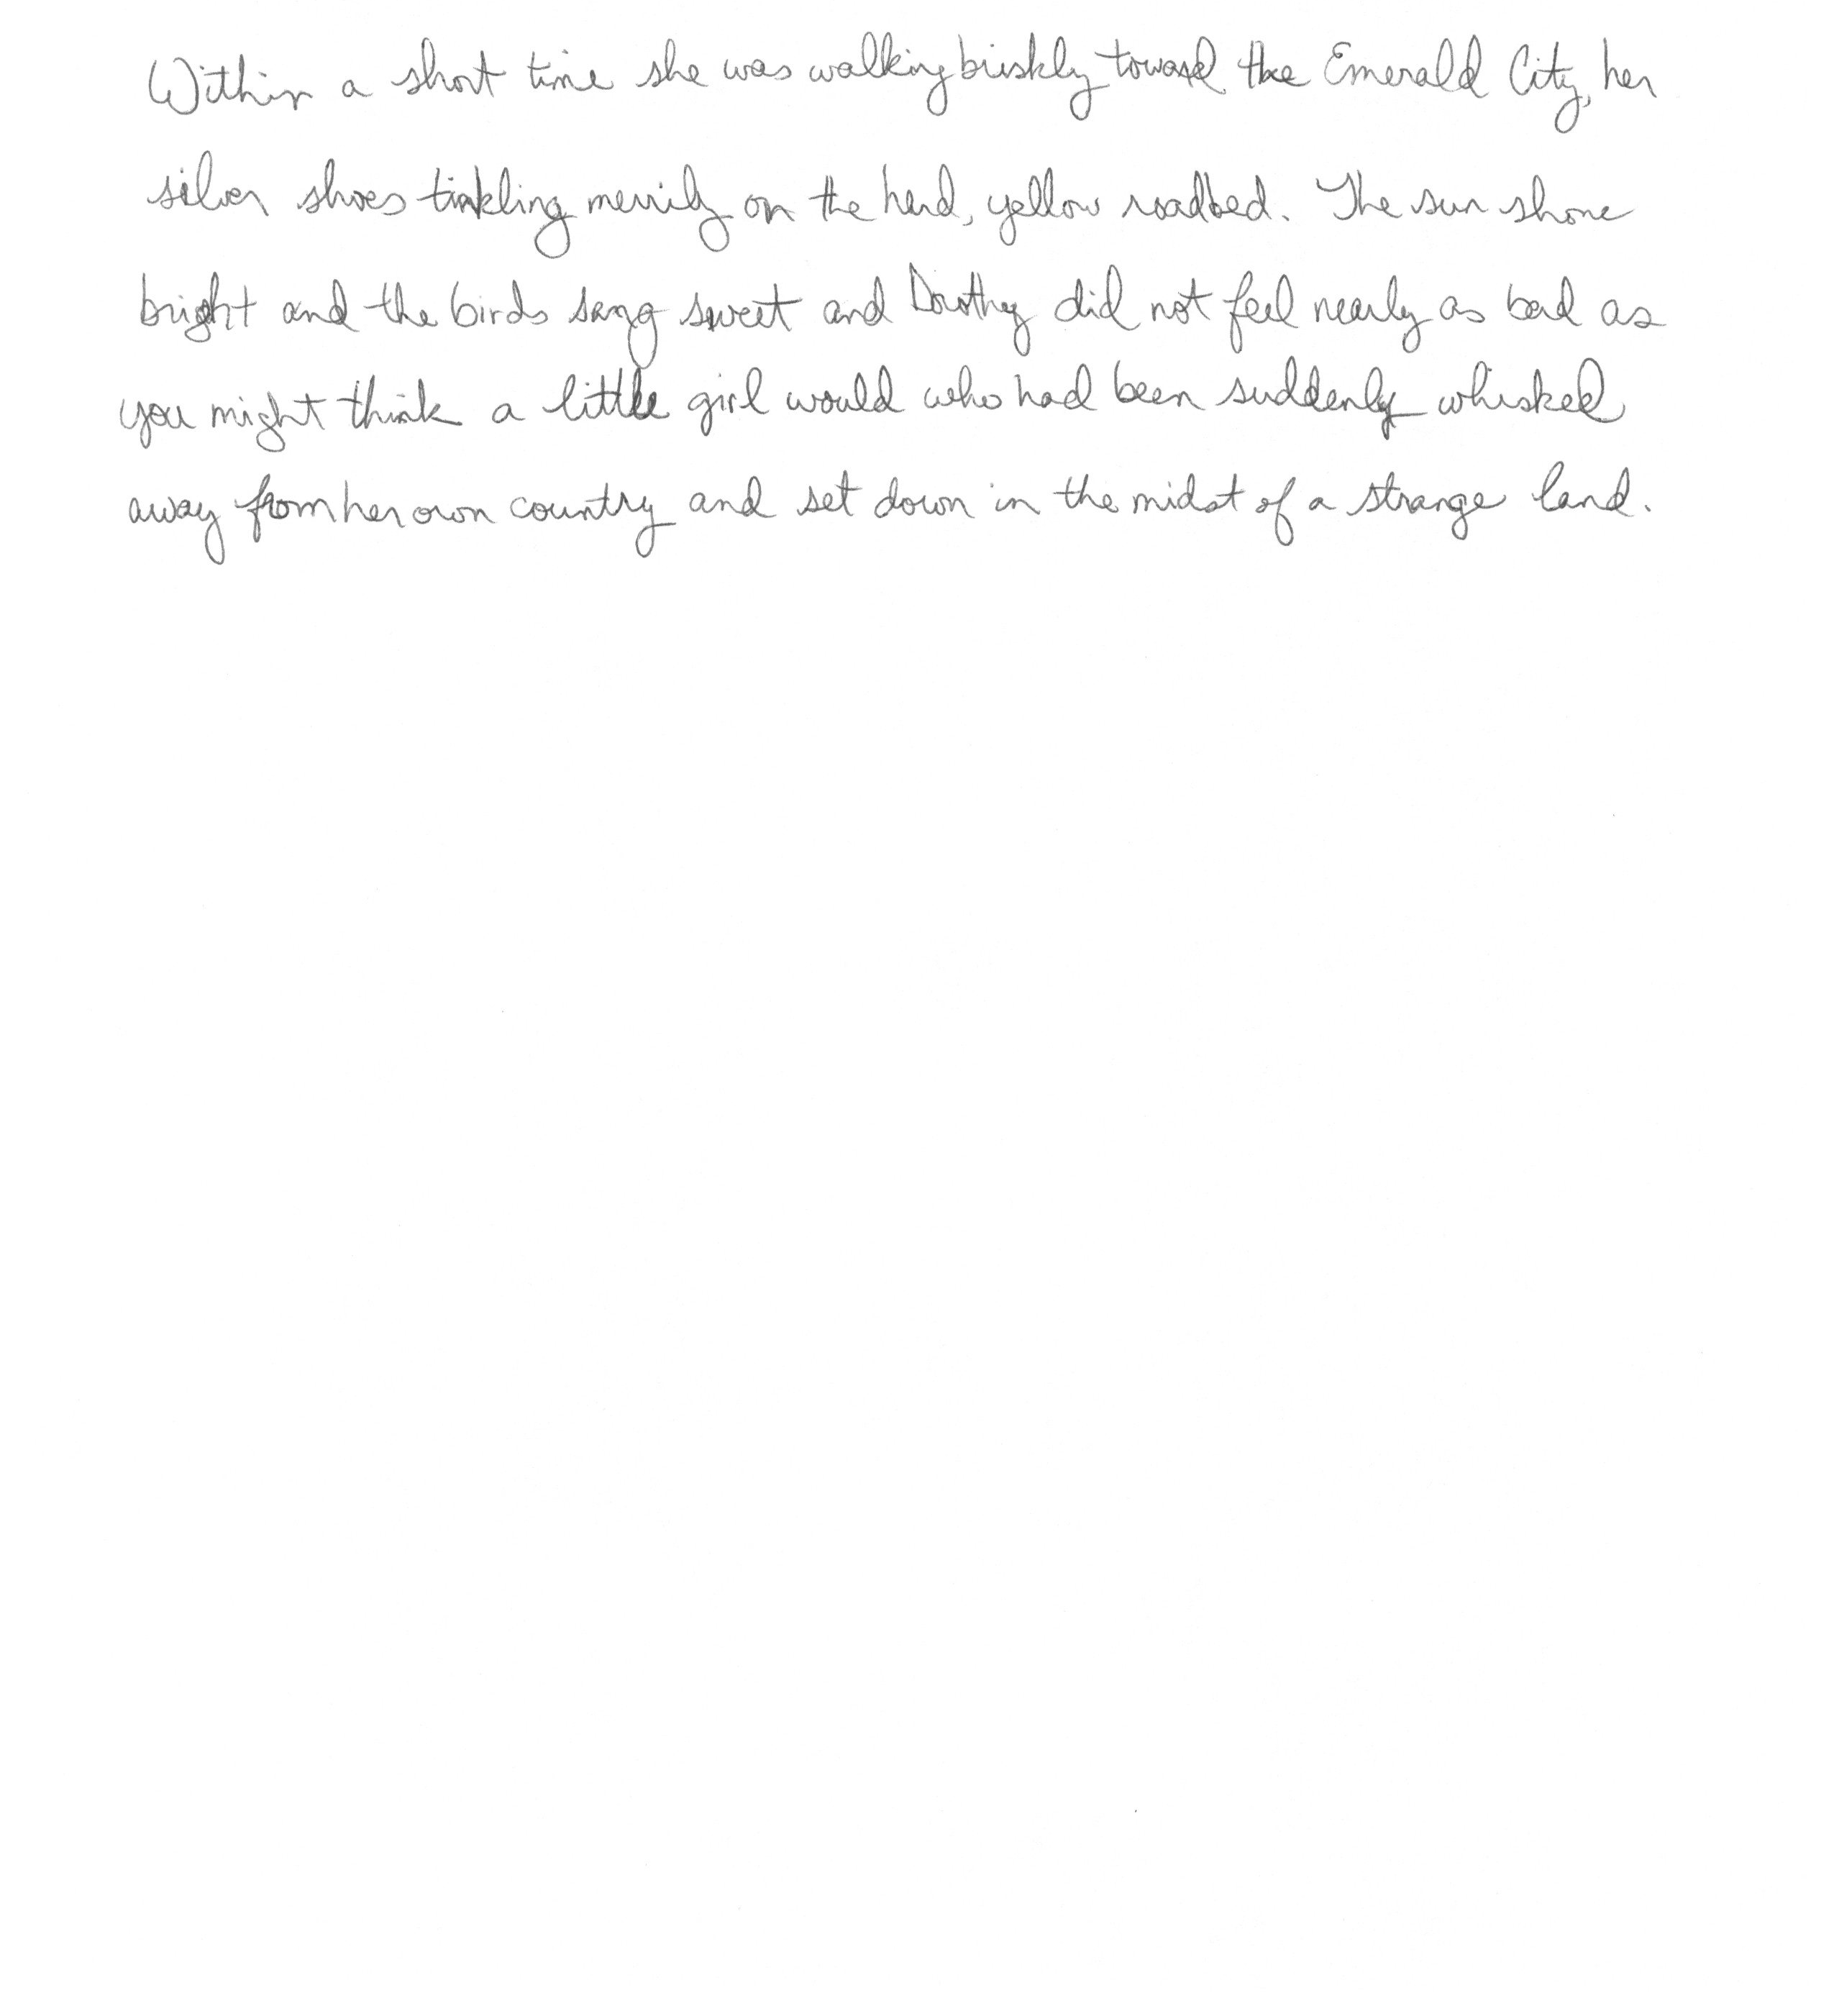 Within a short time she was walking briskly toward the Emerald City, her
silver shoes tinkling merrily on the hard, yellow roadbed. The sun shone
bright and the birds sang sweet and Dorothy did not feel nearly as bad as
you might think a little girl would who had been suddenly whisked
away from her own country and set down in the midst of a strange land.